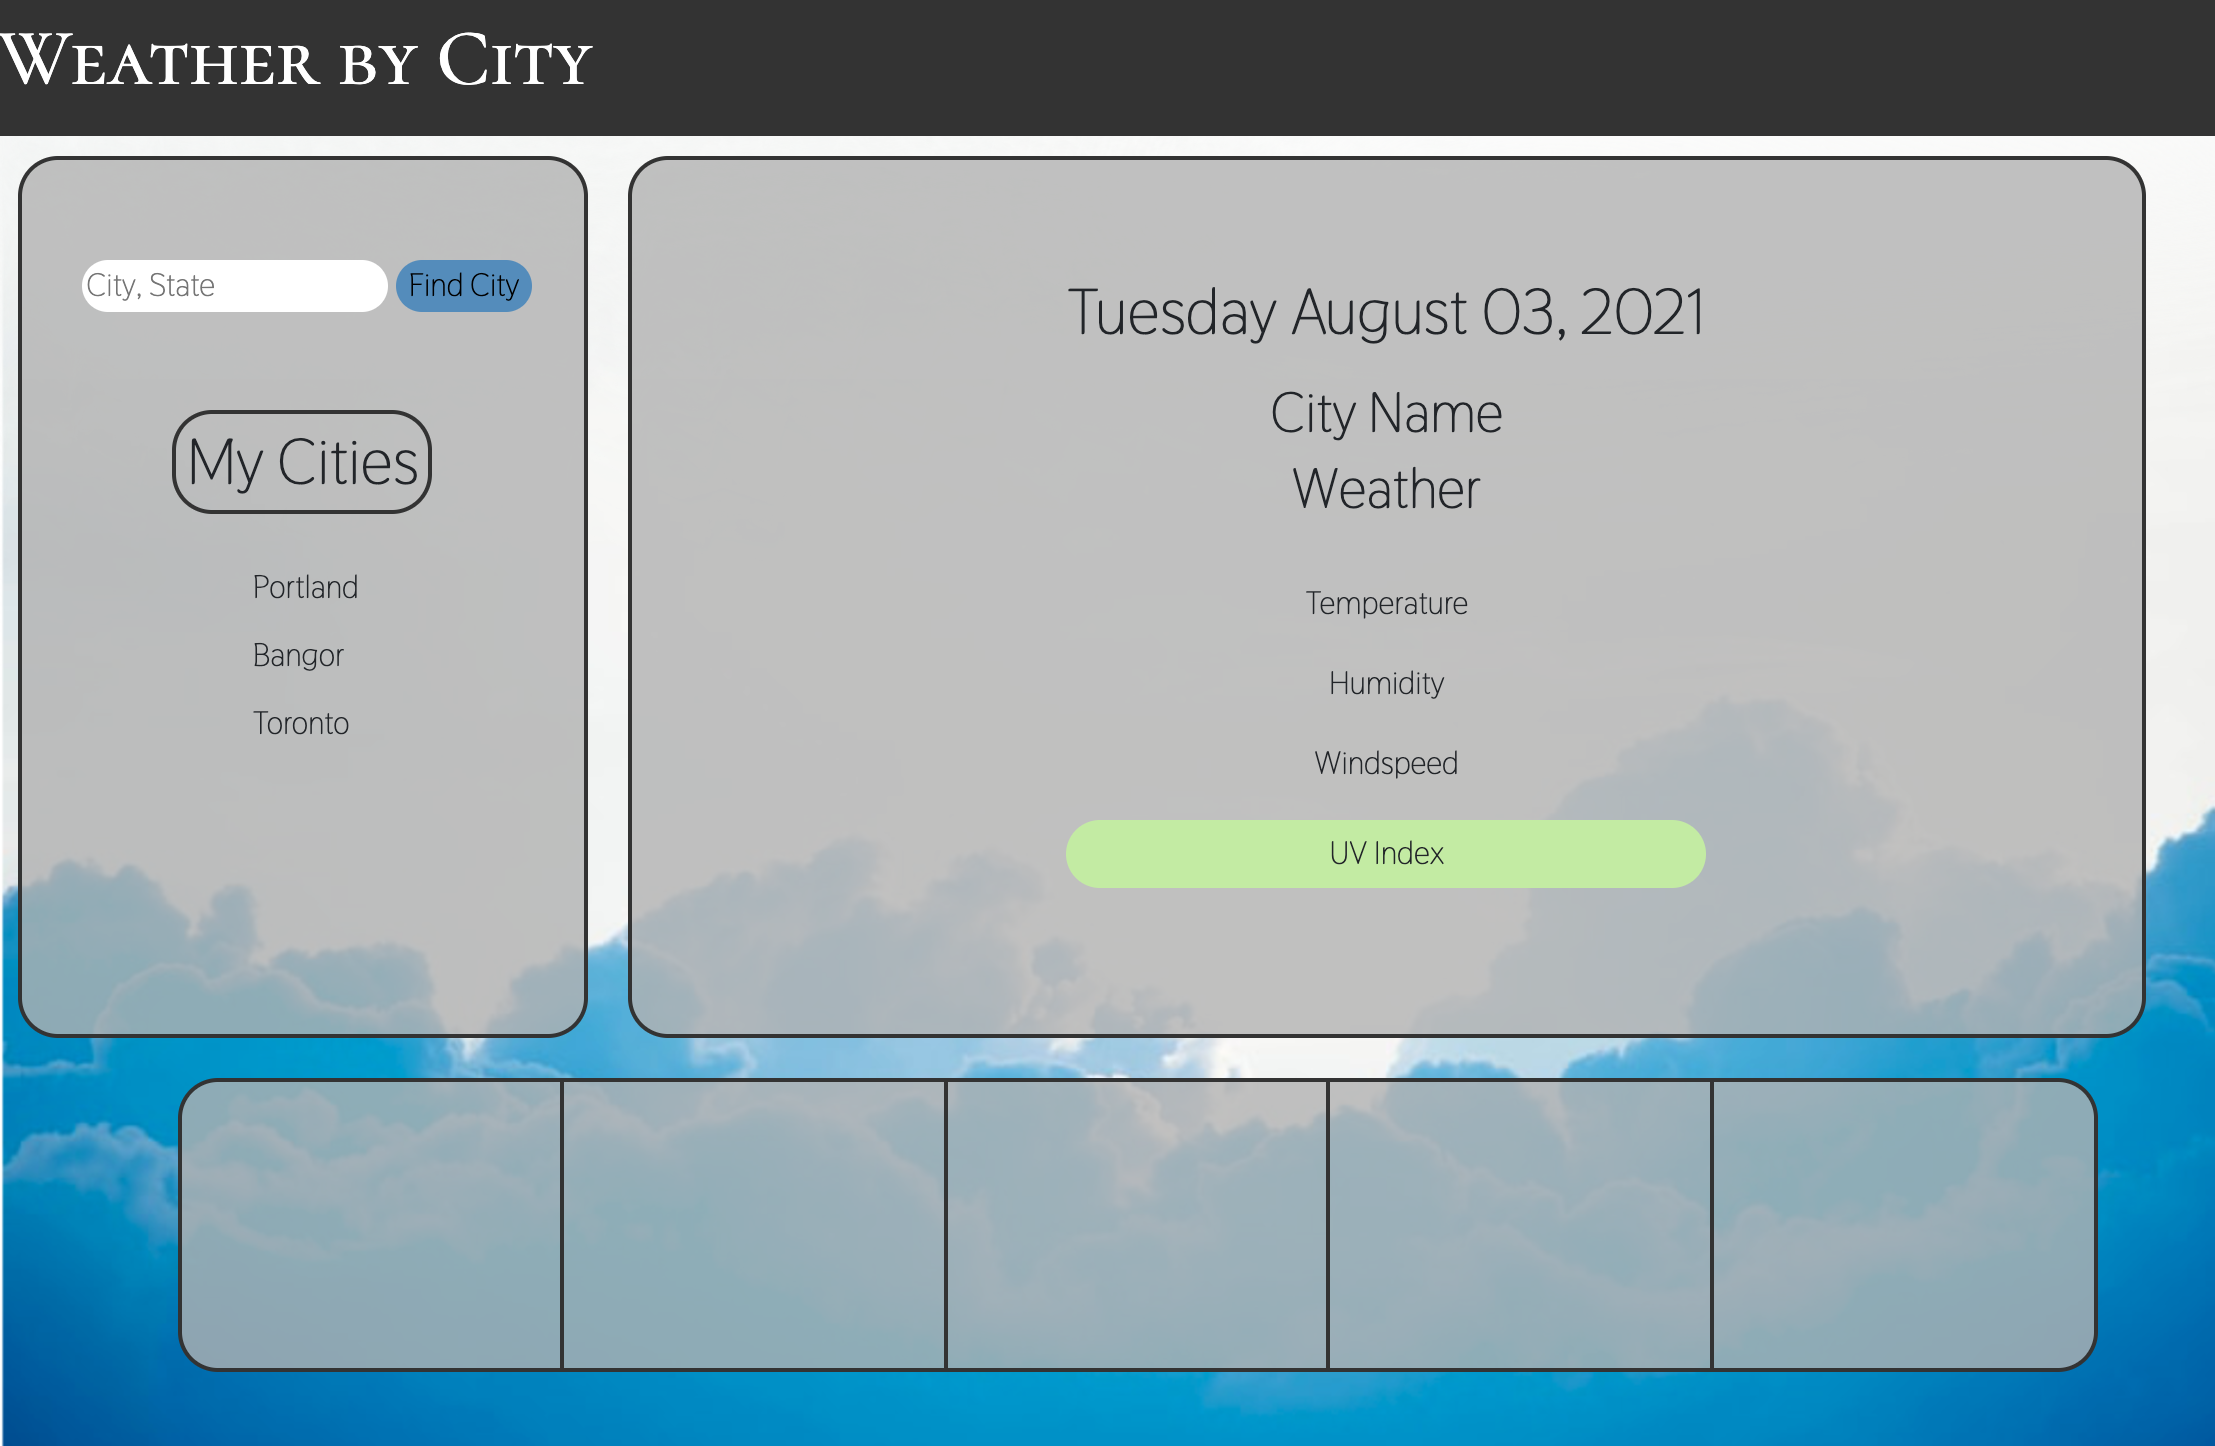 Weather by City
City, State
Find City
My Cities
Portland
Bangor
Toronto
Tuesday August 03, 2021
City Name
Weather
Temperature
Humidity
Windspeed
UV Index